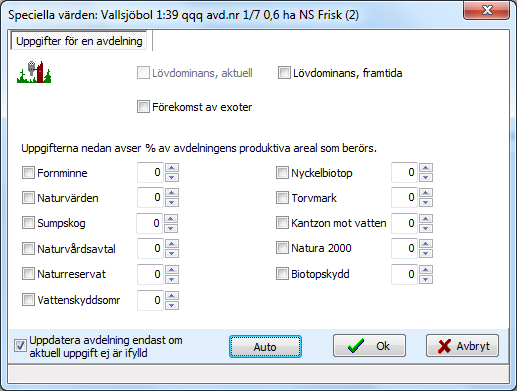 Speciella värden: Vallsjöbol 1:39 qqq avd.nr 1/7 0,6 ha NS Frisk (2)
Uppgifter för en avdelning
Lövdominans, aktuell
Lövdominans, framtida
Förekomst av exoter
Uppgifterna nedan avser % av avdelningens produktiva areal som berörs.
Fornminne 0
Nyckelbiotop 0
Naturvärden 0
Torvmark 0
Sumpskog 0
Kantzon mot vatten 0
Naturvårdsavtal 0
Natura 2000 0
Naturreservat 0
Biotopskydd 0
Vattenskyddsomr 0
Uppdatera avdelning endast om
aktuell uppgift ej är ifylld
Auto
Ok
Avbryt